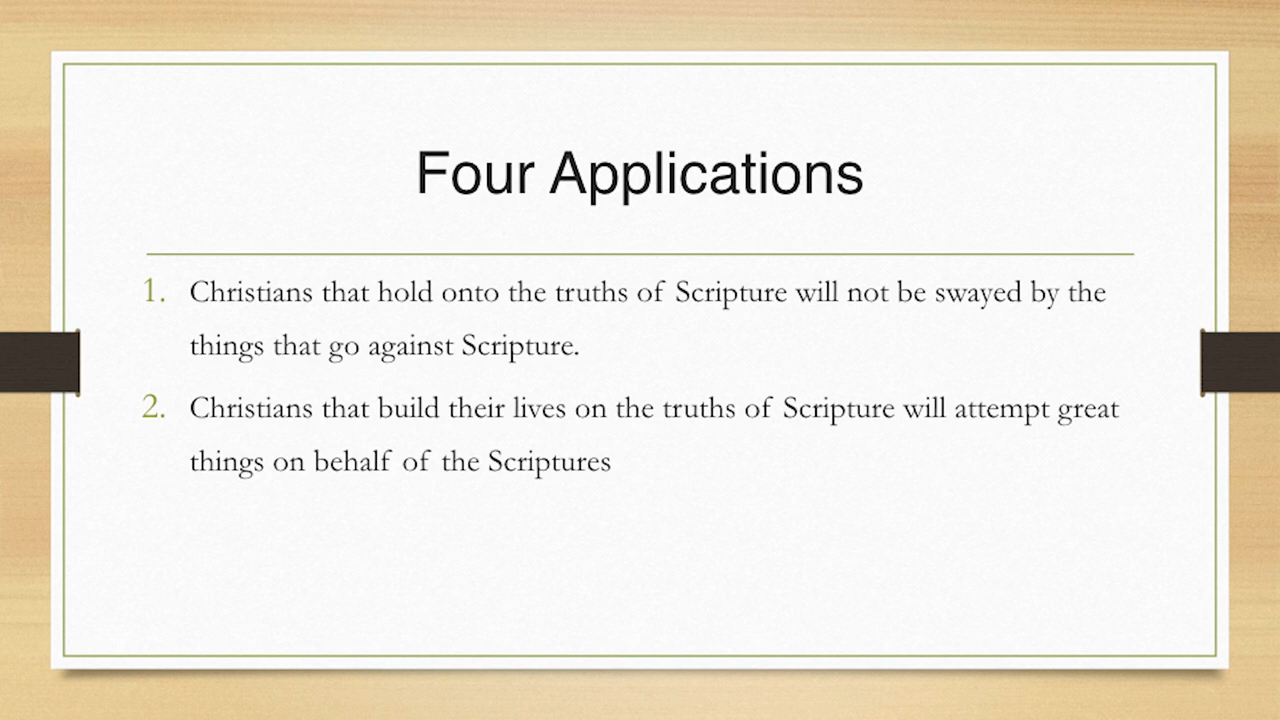 Four Applications
1. Christians that hold onto the truths of Scripture will not be swayed by the
things that go against Scripture.
2. Christians that build their lives on the truths of Scripture will attempt great
things on behalf of the Scriptures